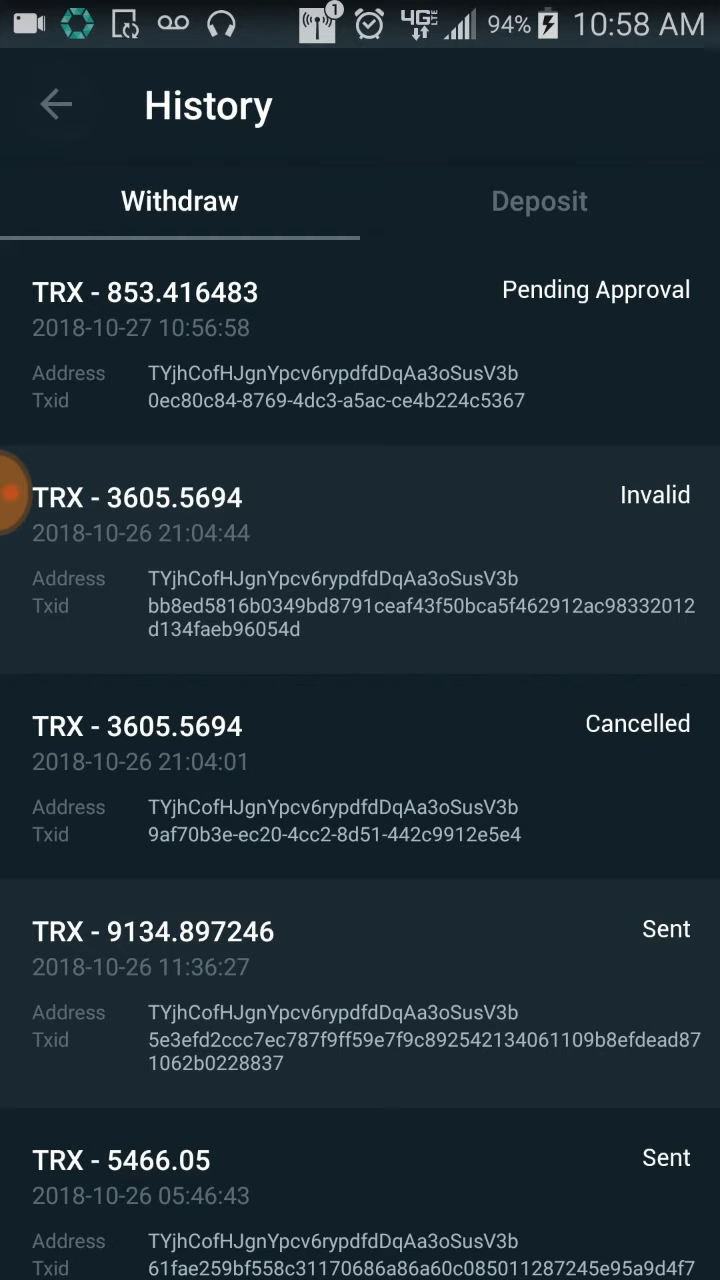 1
4G LTE
94%
10:58 AM
History
Withdraw
Deposit
TRX - 853.416483
Pending Approval
2018-10-27 10:56:58
Address TYjhCofHJgnYpcv6rypdfdDqAa3oSusV3b
Txid 0ec80c84-8769-4dc3-a5ac-ce4b224c5367
TRX - 3605.5694
Invalid
2018-10-26 21:04:44
Address TYjhCofHJgnYpcv6rypdfdDqAa3oSusV3b
Txid bb8ed5816b0349bd8791ceaf43f50bca5f462912ac98332012
d134faeb96054d
TRX - 3605.5694
Cancelled
2018-10-26 21:04:01
Address TYjhCofHJgnYpcv6rypdfdDqAa3oSusV3b
Txid 9af70b3e-ec20-4cc2-8d51-442c9912e5e4
TRX - 9134.897246
Sent
2018-10-26 11:36:27
Address TYjhCofHJgnYpcv6rypdfdDqAa3oSusV3b
Txid 5e3efd2ccc7ec787f9ff59e7f9c892542134061109b8efdead87
1062b0228837
TRX - 5466.05
Sent
2018-10-26 05:46:43
Address TYjhCofHJgnYpcv6rypdfdDqAa3oSusV3b
Txid 61fae259bf558c31170686a86a60c085011287245e95a9d4f7